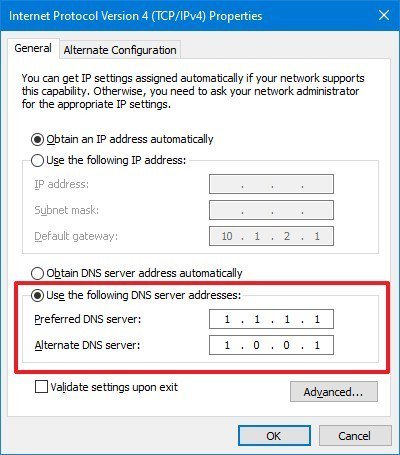 Internet Protocol Version 4 (TCP/IPv4) Properties
General Alternate Configuration
You can get IP settings assigned automatically if your network supports
this capability. Otherwise, you need to ask your network administrator
for the appropriate IP settings.
Obtain an IP address automatically
Use the following IP address:
IP address: . . .
Subnet mask: . . .
Default gateway: 10 . 1 . 2 . 1
Obtain DNS server address automatically
Use the following DNS server addresses:
Preferred DNS server: 1 . 1 . 1 . 1
Alternate DNS server: 1 . 0 . 0 . 1
Validate settings upon exit
Advanced...
OK Cancel